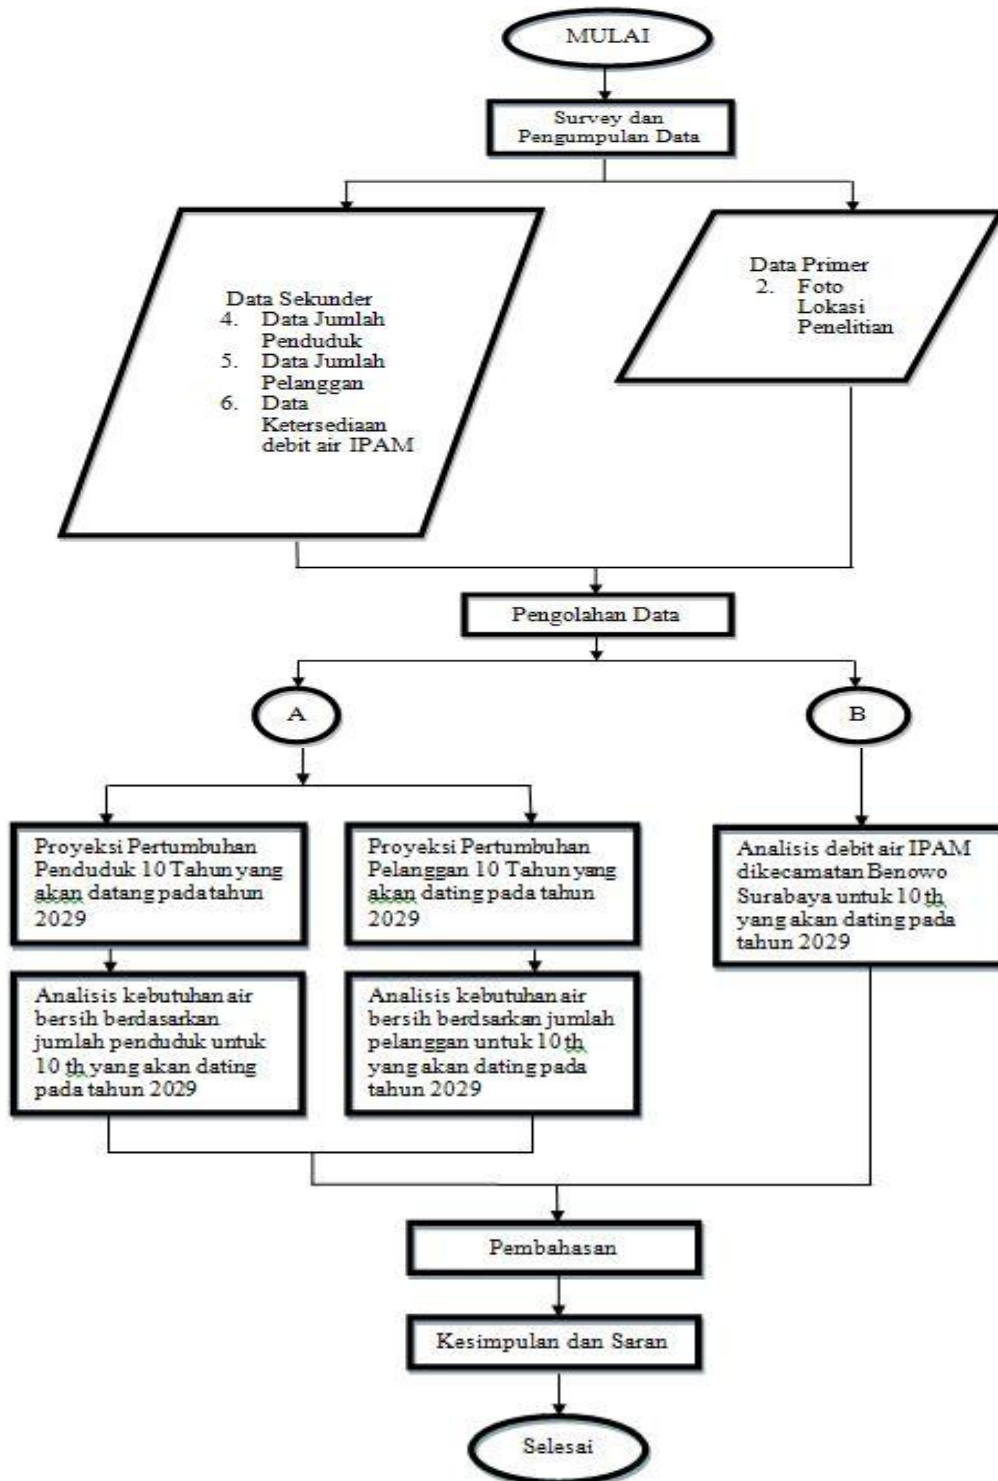 MULAI
Survey dan
Pengumpulan Data
Data Sekunder
4. Data Jumlah
Penduduk
5. Data Jumlah
Pelanggan
6. Data
Ketersediaan
debit air IPAM
Data Primer
2. Foto
Lokasi
Penelitian
Pengolahan Data
A
B
Proyeksi Pertumbuhan
Penduduk 10 Tahun yang
akan datang pada tahun
2029
Proyeksi Pertumbuhan
Pelanggan 10 Tahun yang
akan dating pada tahun
2029
Analisis debit air IPAM
dikecamatan Benowo
Surabaya untuk 10 th
yang akan dating pada
tahun 2029
Analisis kebutuhan air
bersih berdasarkan
jumlah penduduk untuk
10 th yang akan dating
pada tahun 2029
Analisis kebutuhan air
bersih berdsarkan jumlah
pelanggan untuk 10 th
yang akan dating pada
tahun 2029
Pembahasan
Kesimpulan dan Saran
Selesai